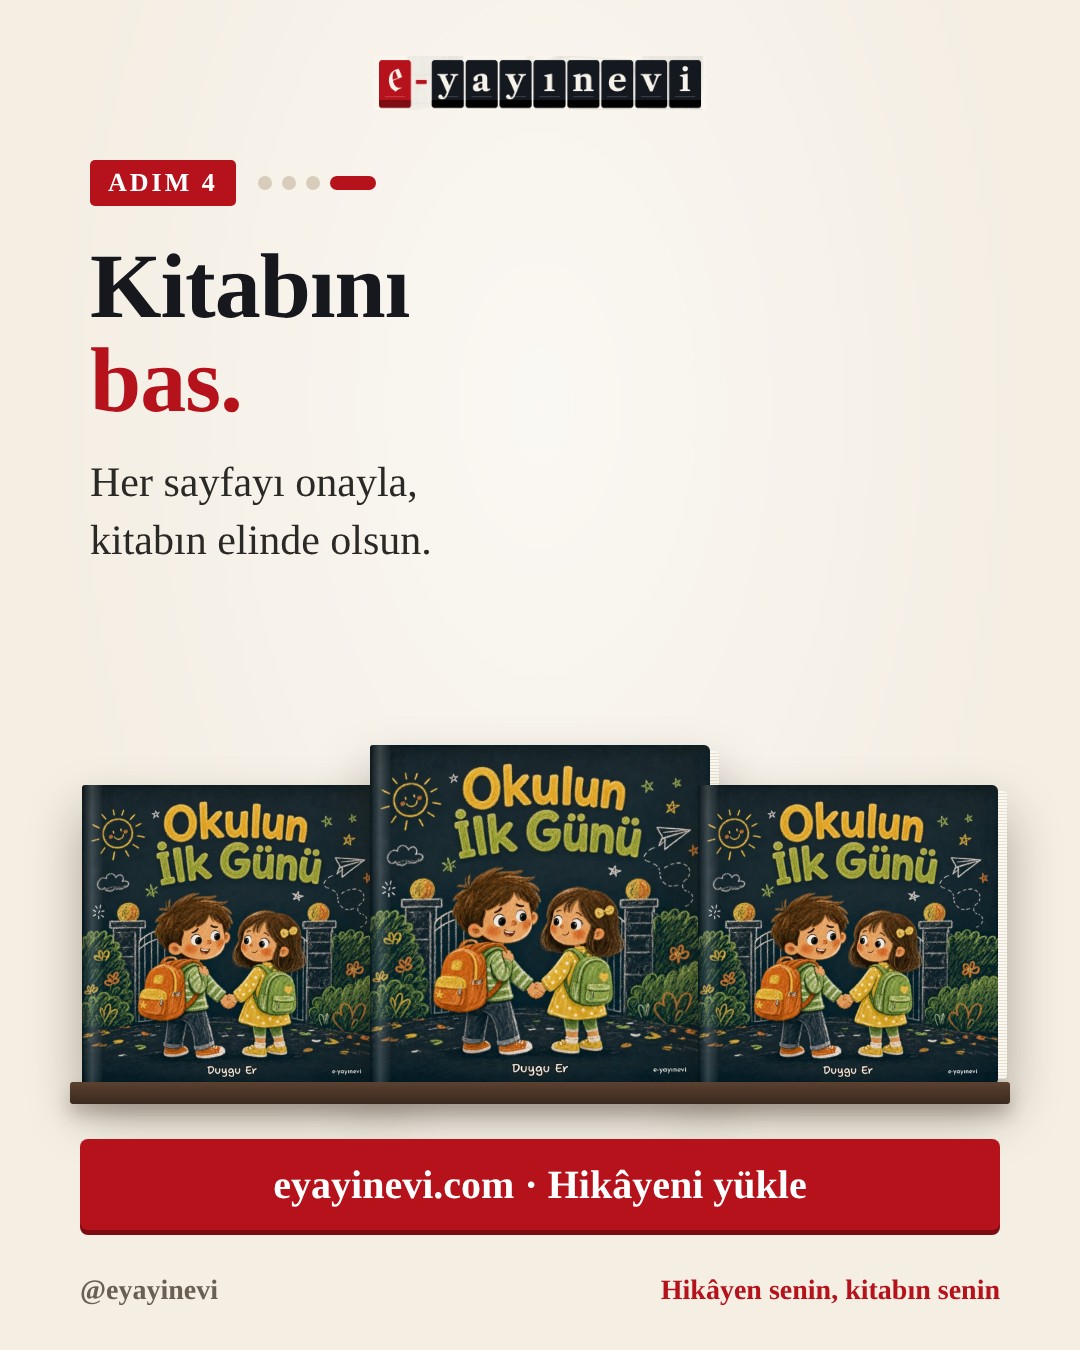 e-yayınevi
ADIM 4
Kitabını
bas.
Her sayfayı onayla,
kitabın elinde olsun.
Okulun
İlk Günü
Duygu Er
e-yayınevi
Okulun
İlk Günü
Duygu Er
e-yayınevi
Okulun
İlk Günü
Duygu Er
e-yayınevi
eyayinevi.com · Hikâyeni yükle
@eyayinevi
Hikâyen senin, kitabın senin